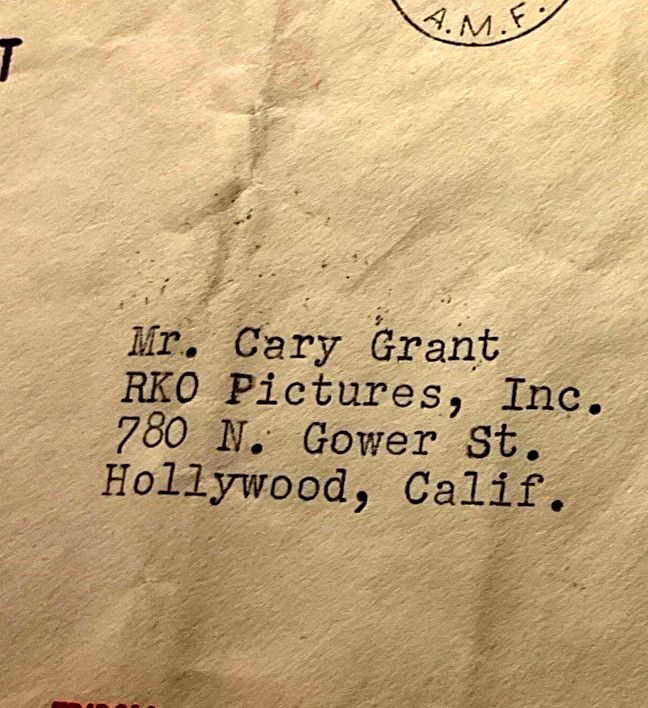 A.M.F.
T
Mr. Cary Grant
RKO Pictures, Inc.
780 N. Gower St.
Hollywood, Calif.